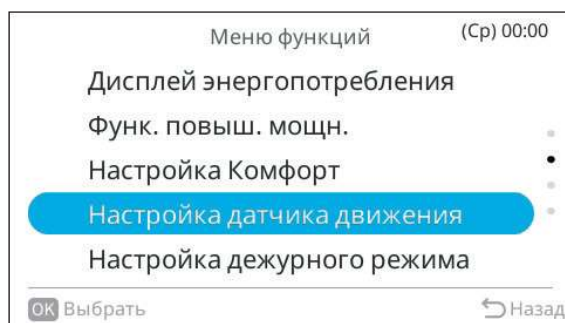 Меню функций
(Ср) 00:00
Дисплей энергопотребления
Функ. повыш. мощн.
Настройка Комфорт
Настройка датчика движения
Настройка дежурного режима
OK Выбрать
Назад